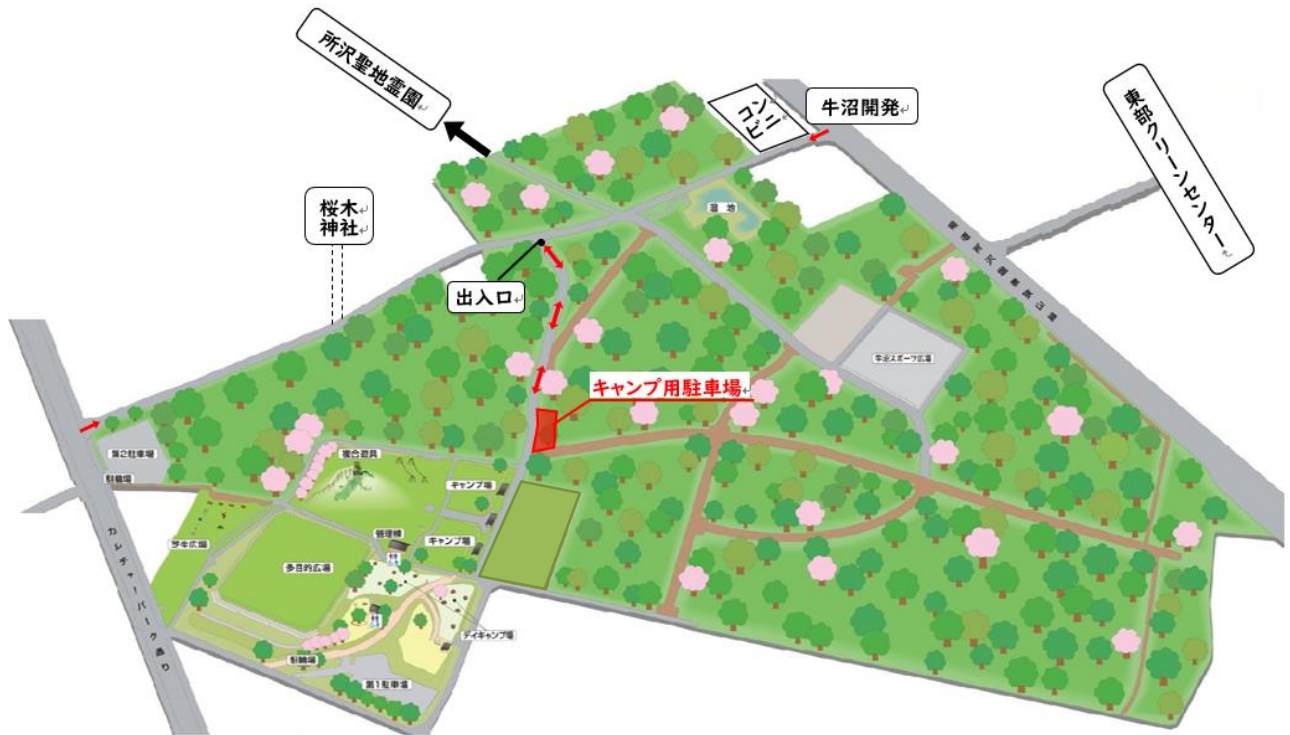 所沢聖地霊園
コンビニ
牛沼開発
東部クリーンセンター
桜木
神社
湿地
出入口
牛沼スポーツ広場
キャンプ用駐車場
第2駐車場
駐輪場
複合遊具
キャンプ場
芝生広場
管理棟
キャンプ場
多目的広場
デイキャンプ場
駐輪場
第1駐車場
カルチャーパーク通り